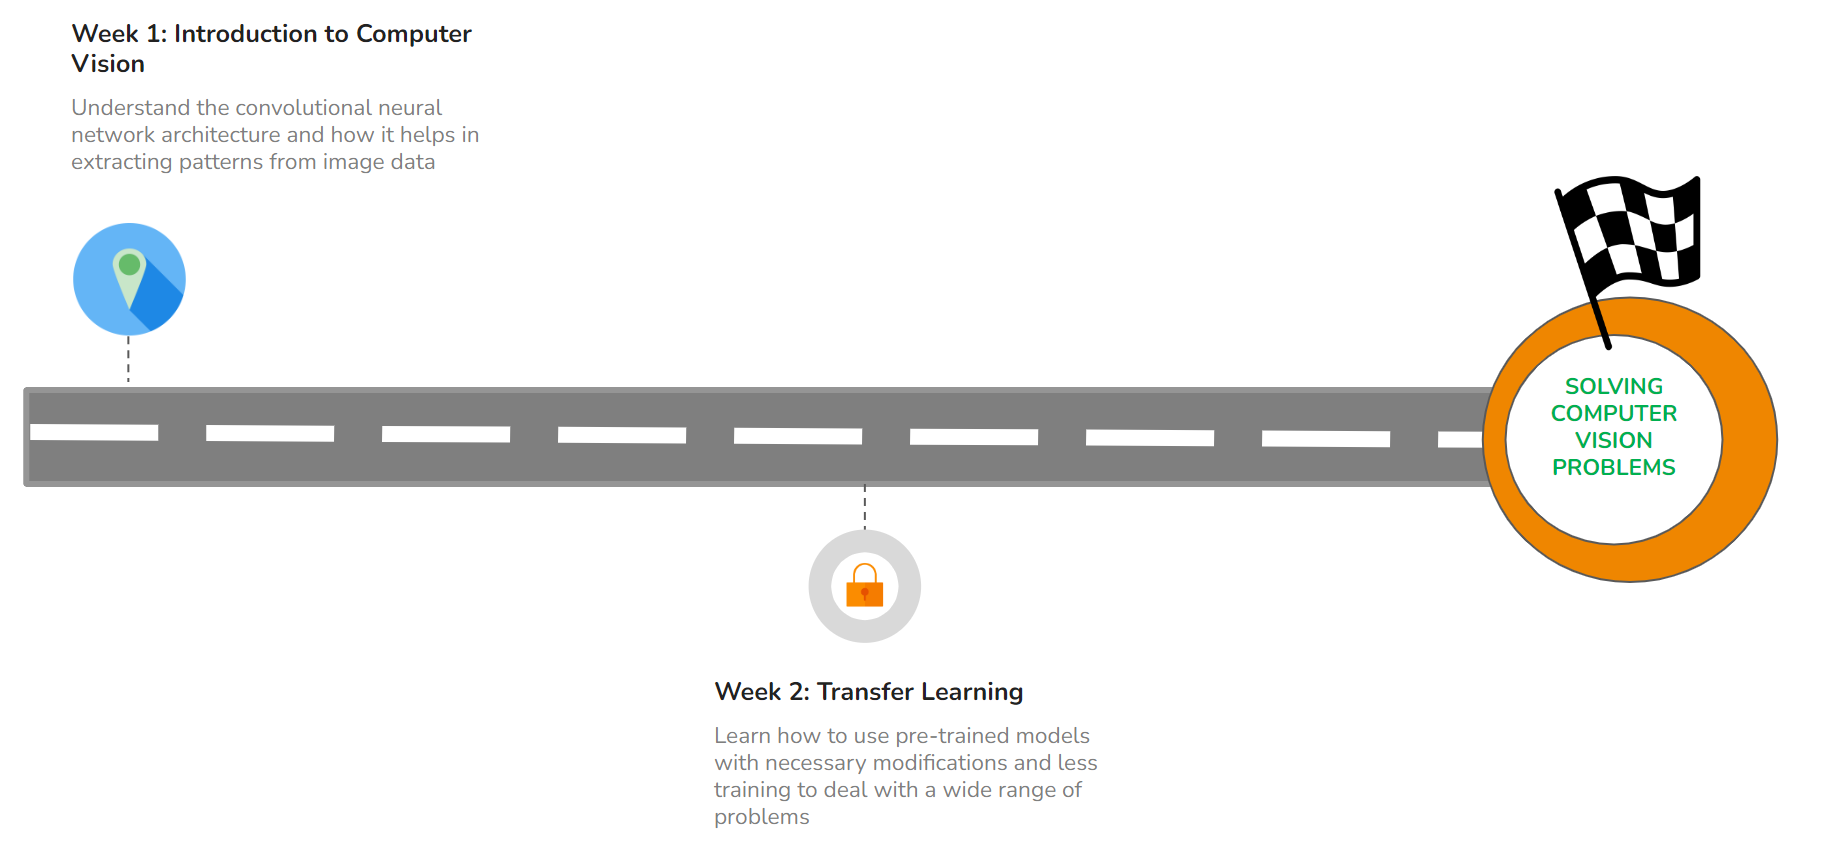 Week 1: Introduction to Computer
Vision
Understand the convolutional neural
network architecture and how it helps in
extracting patterns from image data
SOLVING
COMPUTER
VISION
PROBLEMS
Week 2: Transfer Learning
Learn how to use pre-trained models
with necessary modifications and less
training to deal with a wide range of
problems